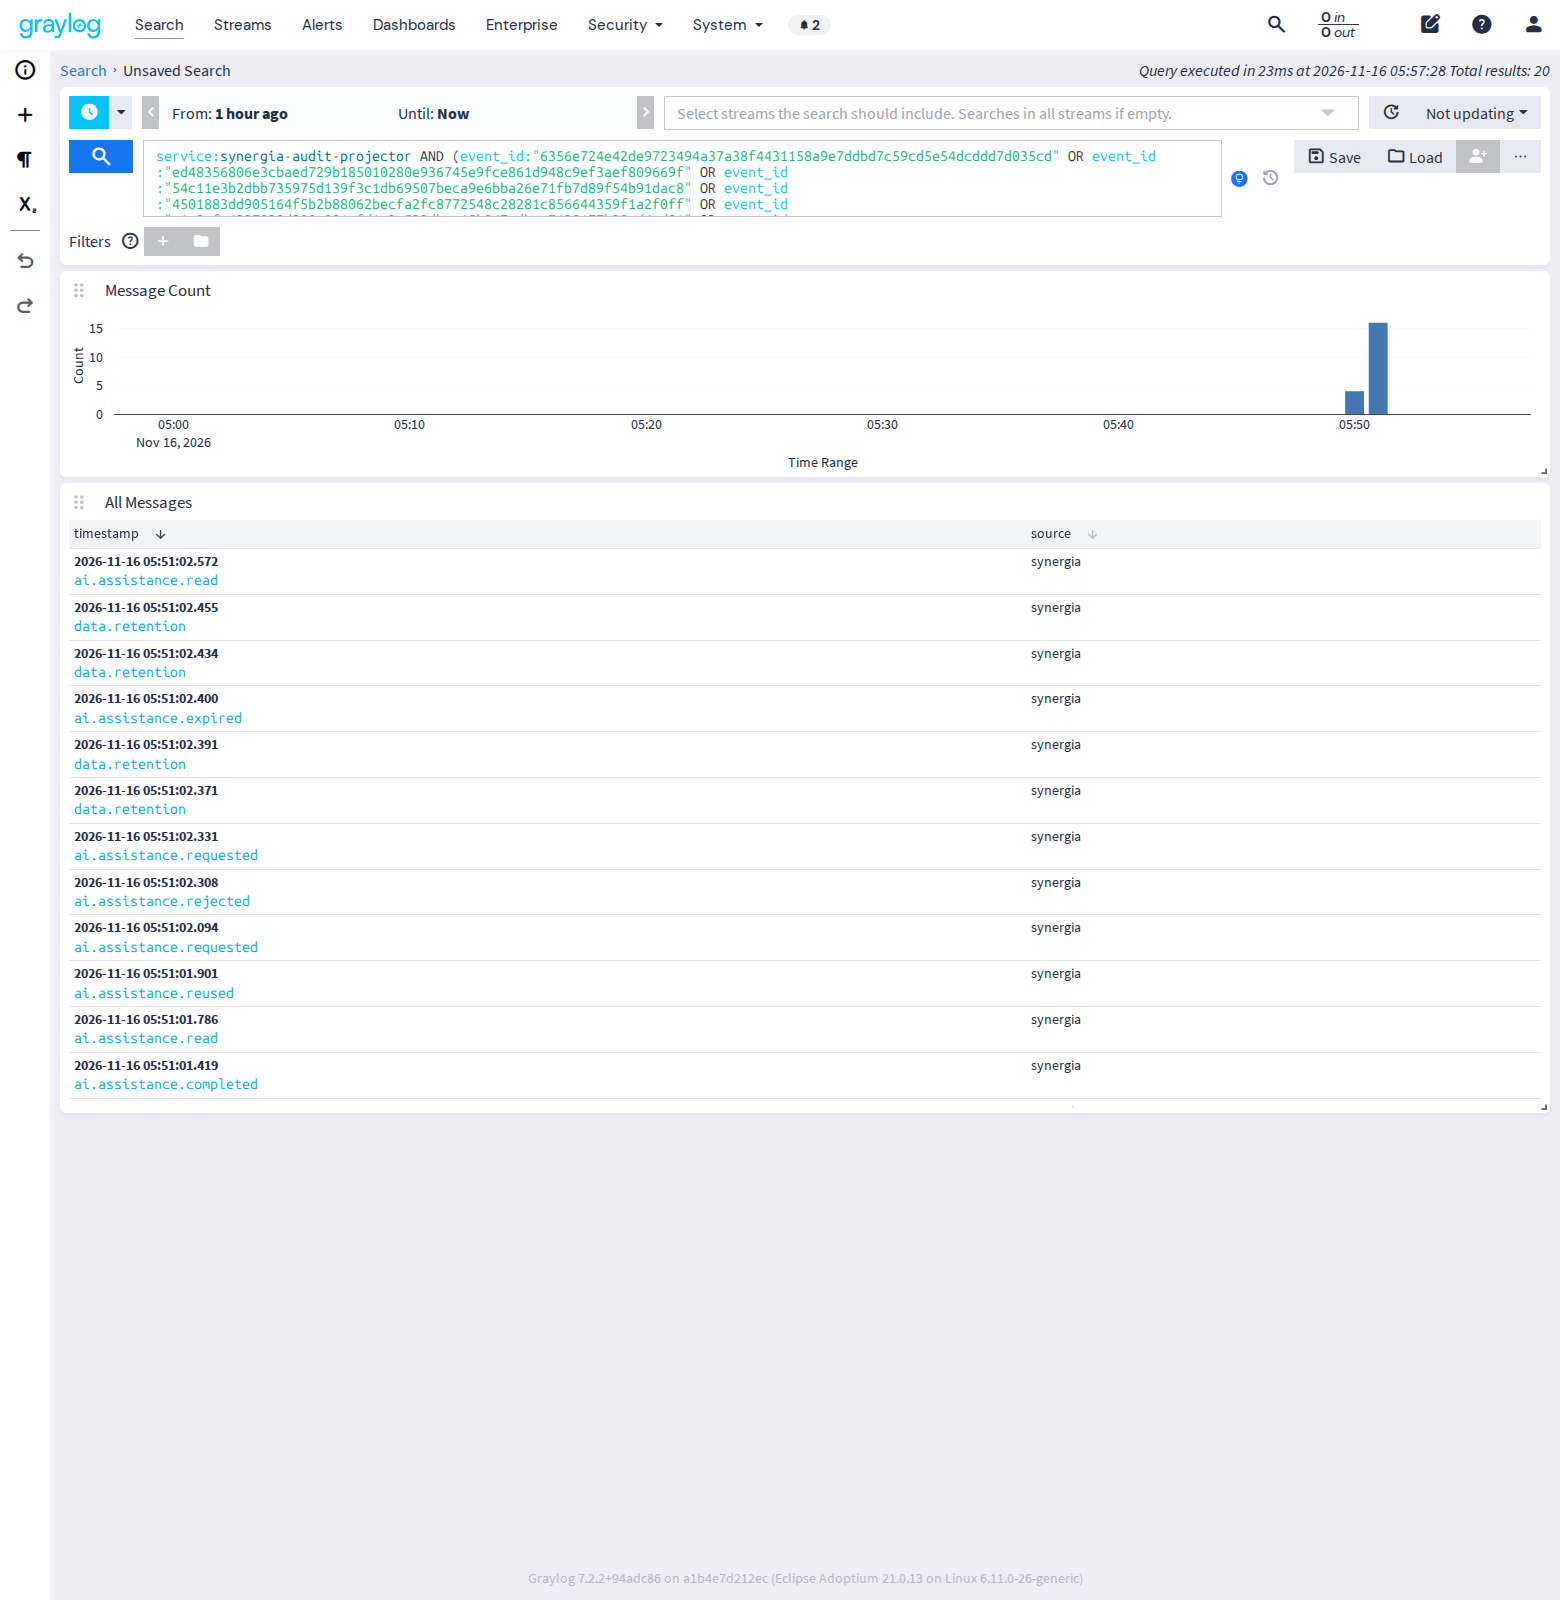 graylog Search Streams Alerts Dashboards Enterprise Security System 2 0 in 0 out
Search › Unsaved Search Query executed in 23ms at 2026-11-16 05:57:28 Total results: 20
From: 1 hour ago Until: Now Select streams the search should include. Searches in all streams if empty. Not updating
service:synergia-audit-projector AND (event_id:"6356e724e42de9723494a37a38f4431158a9e7ddbd7c59cd5e54dcddd7d035cd" OR event_id
:"ed48356806e3cbaed729b185010280e936745e9fce861d948c9ef3aef809669f" OR event_id
:"54c11e3b2dbb735975d139f3c1db69507beca9e6bba26e71fb7d89f54b91dac8" OR event_id
:"4501883dd905164f5b2b88062becfa2fc8772548c28281c856644359f1a2f0ff" OR event_id
Save Load ...
Filters
Message Count
Count
15
10
5
0
05:00 05:10 05:20 05:30 05:40 05:50
Nov 16, 2026
Time Range
All Messages
timestamp source
2026-11-16 05:51:02.572 synergia
ai.assistance.read
2026-11-16 05:51:02.455 synergia
data.retention
2026-11-16 05:51:02.434 synergia
data.retention
2026-11-16 05:51:02.400 synergia
ai.assistance.expired
2026-11-16 05:51:02.391 synergia
data.retention
2026-11-16 05:51:02.371 synergia
data.retention
2026-11-16 05:51:02.331 synergia
ai.assistance.requested
2026-11-16 05:51:02.308 synergia
ai.assistance.rejected
2026-11-16 05:51:02.094 synergia
ai.assistance.requested
2026-11-16 05:51:01.901 synergia
ai.assistance.reused
2026-11-16 05:51:01.786 synergia
ai.assistance.read
2026-11-16 05:51:01.419 synergia
ai.assistance.completed
Graylog 7.2.2+94adc86 on a1b4e7d212ec (Eclipse Adoptium 21.0.13 on Linux 6.11.0-26-generic)